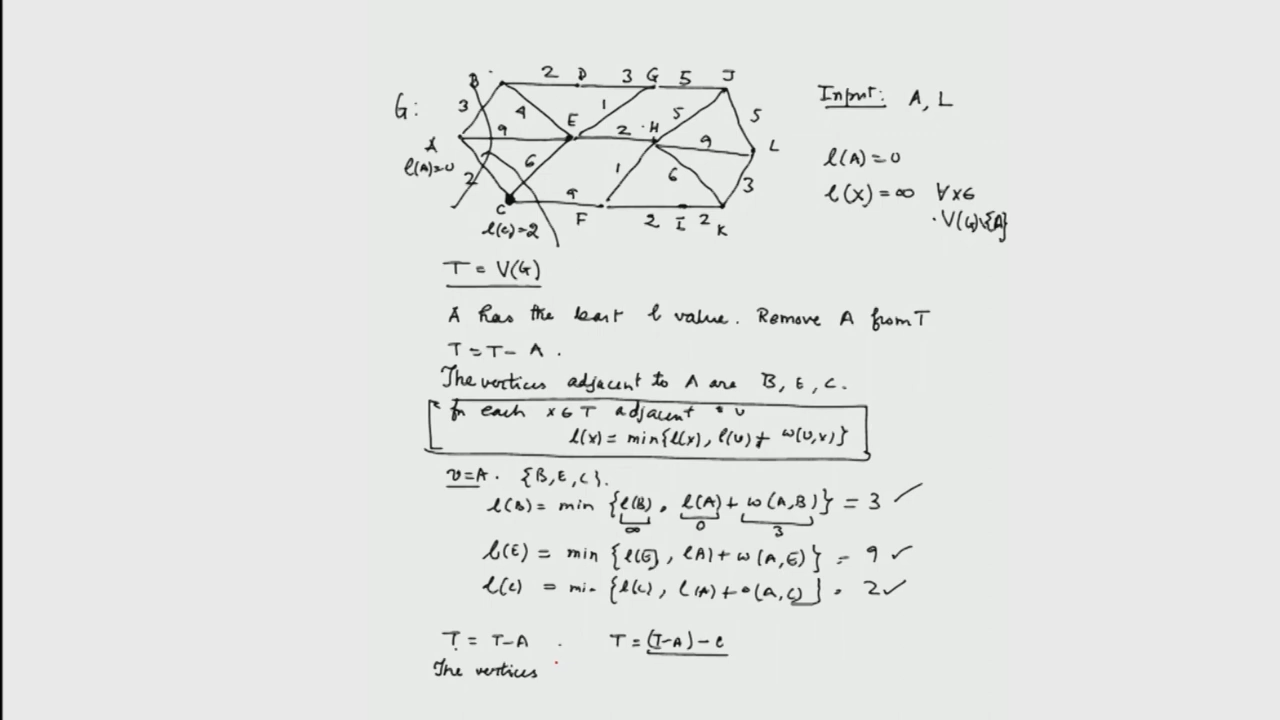 B 2 D 3 G 5 J
Input: A, L
G: 3 4 1 5 5
A 9 E 2 H 9 L
l(A)=0 l(A)=0
2 6 1 6 3
l(x)=∞ ∀x∈
V(G)\{A}
C 9 F 2 I 2 K
l(c)=2
T = V(G)
A has the least l value. Remove A from T
T=T- A .
The vertices adjacent to A are B, E, C.
for each x∈T adjacent v
l(x) = min{l(x), l(v)+ w(v,x)}
v=A. {B,E,C}.
l(B)= min {l(B), l(A)+ w(A,B)} = 3 ✓
∞ 0 3
l(E) = min {l(E), l(A)+ w(A,E)} = 9 ✓
l(c) = min {l(c), l(A)+ (A,C)} = 2✓
T = T-A . T = (T-A)-c
The vertices